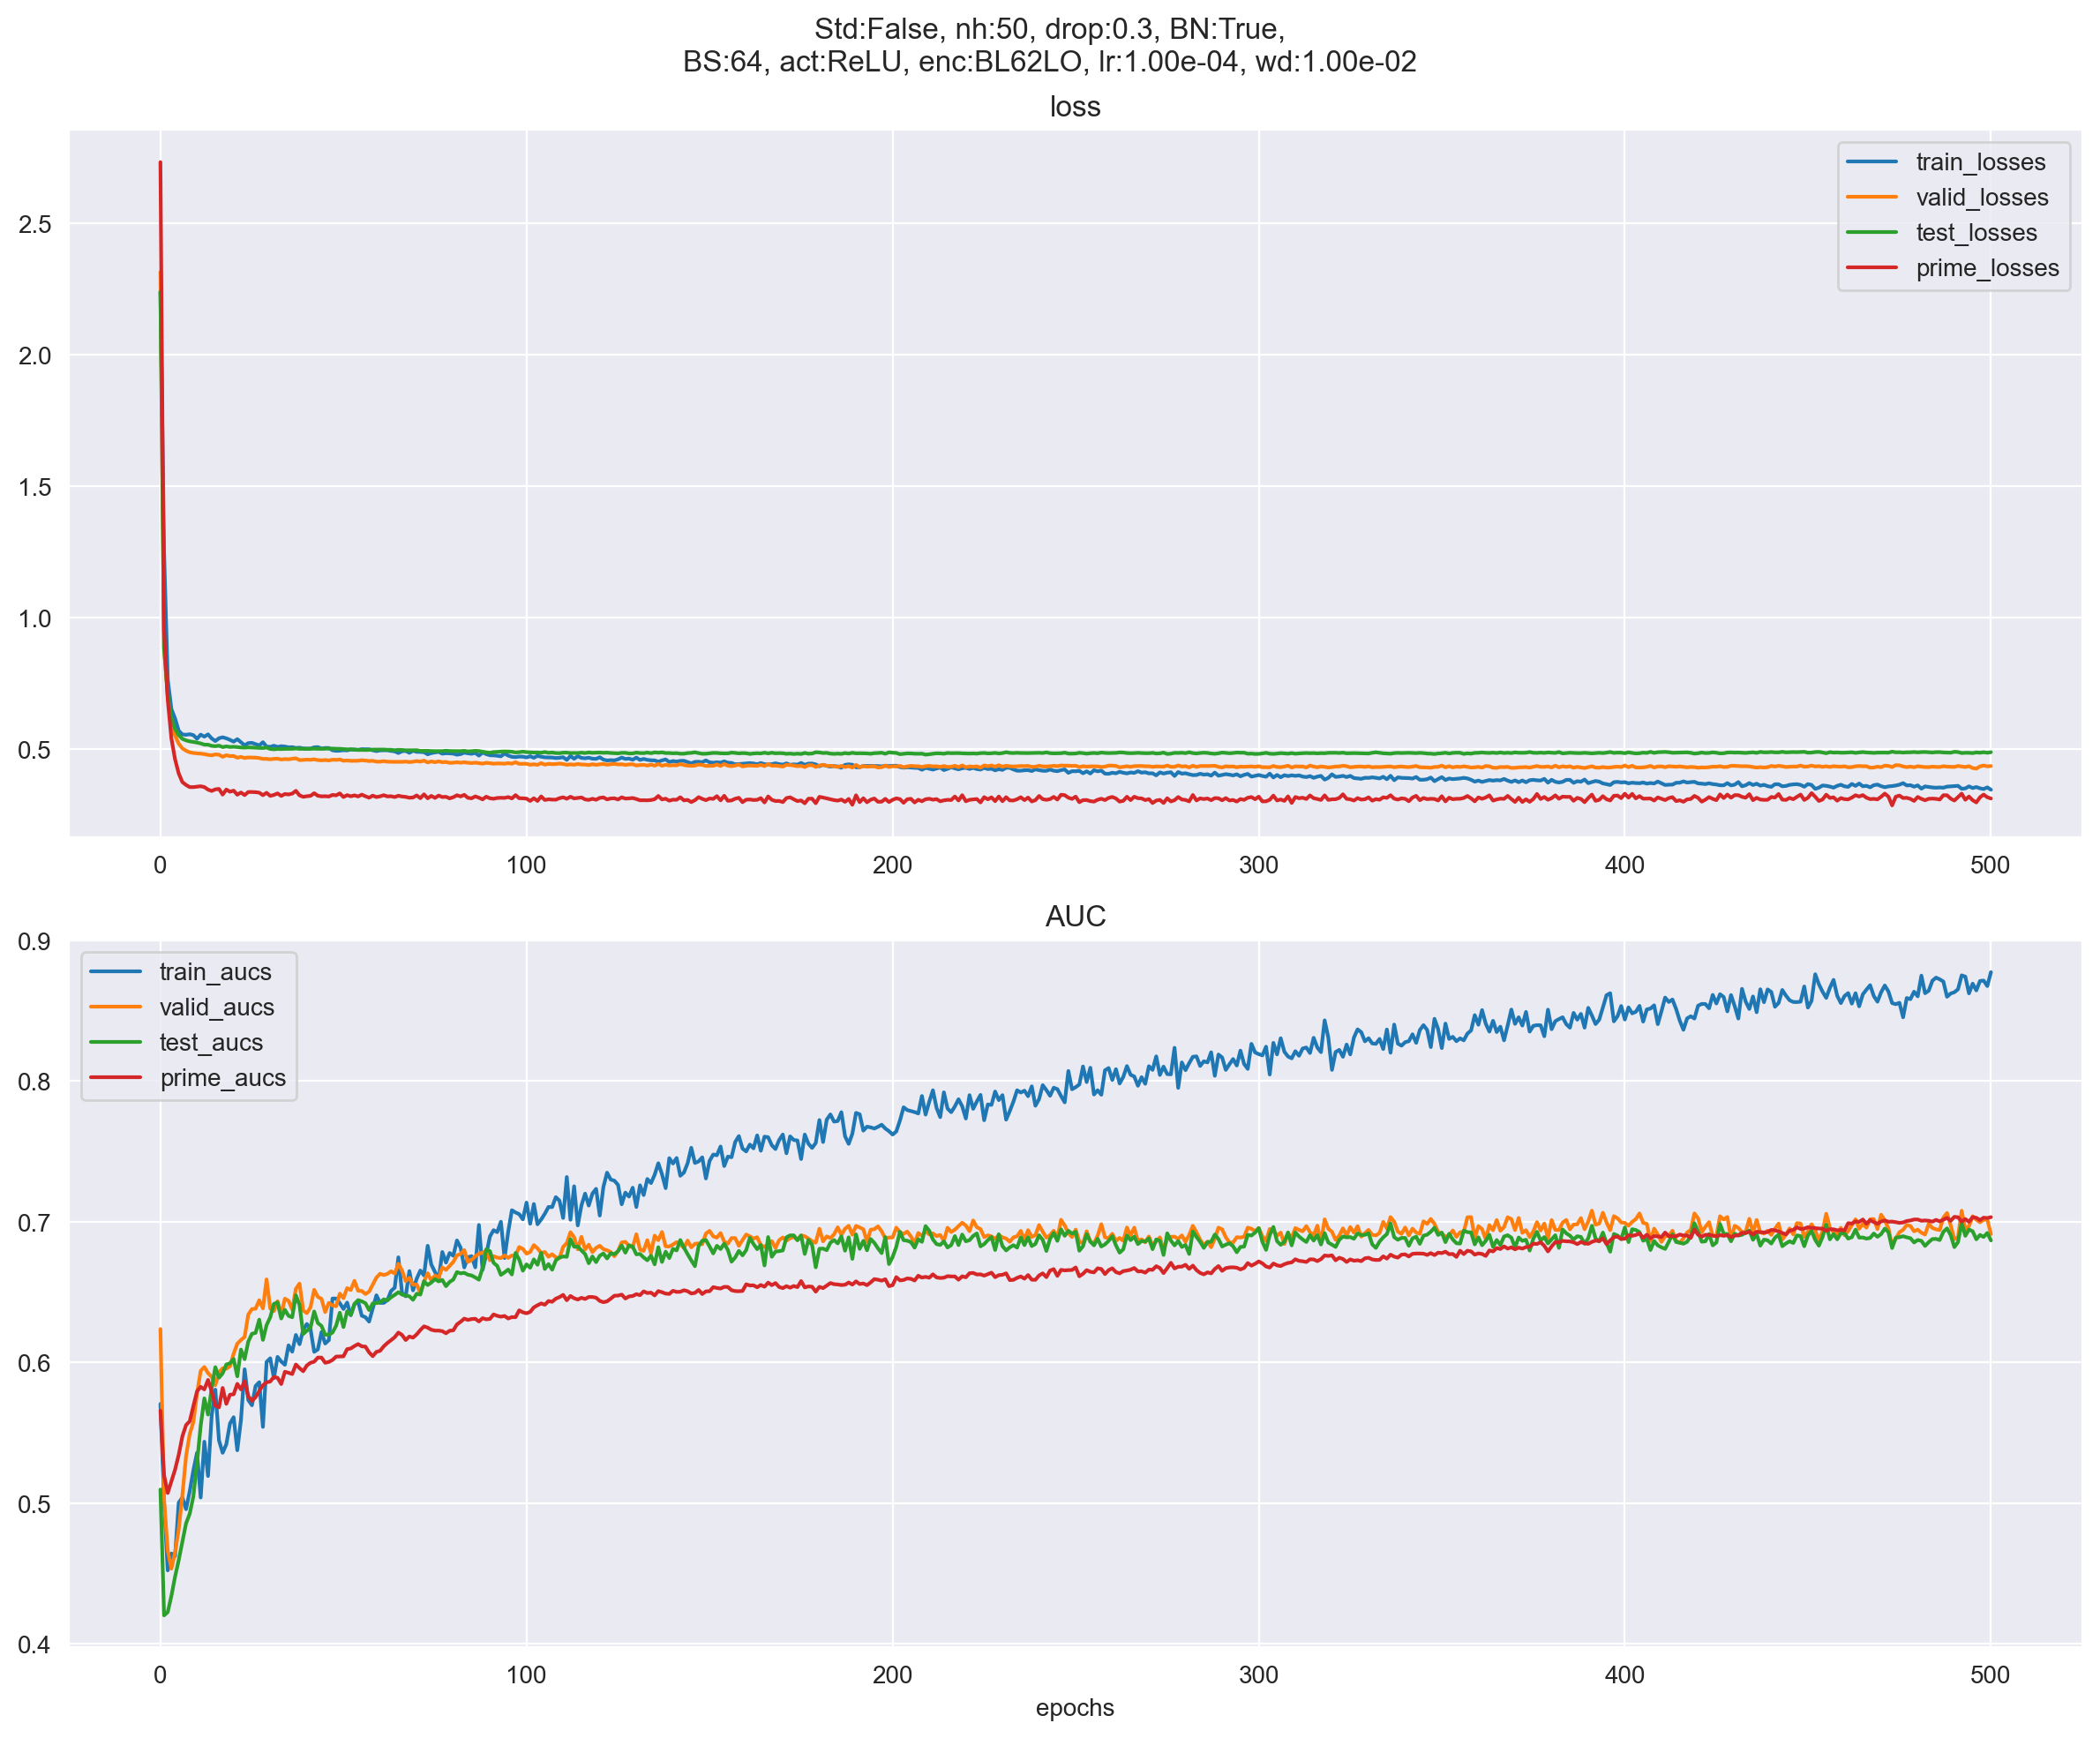 Std:False, nh:50, drop:0.3, BN:True,
BS:64, act:ReLU, enc:BL62LO, lr:1.00e-04, wd:1.00e-02
loss
train_losses
valid_losses
test_losses
prime_losses
2.5
2.0
1.5
1.0
0.5
0 100 200 300 400 500
AUC
train_aucs
valid_aucs
test_aucs
prime_aucs
0.9
0.8
0.7
0.6
0.5
0.4
0 100 200 300 400 500
epochs